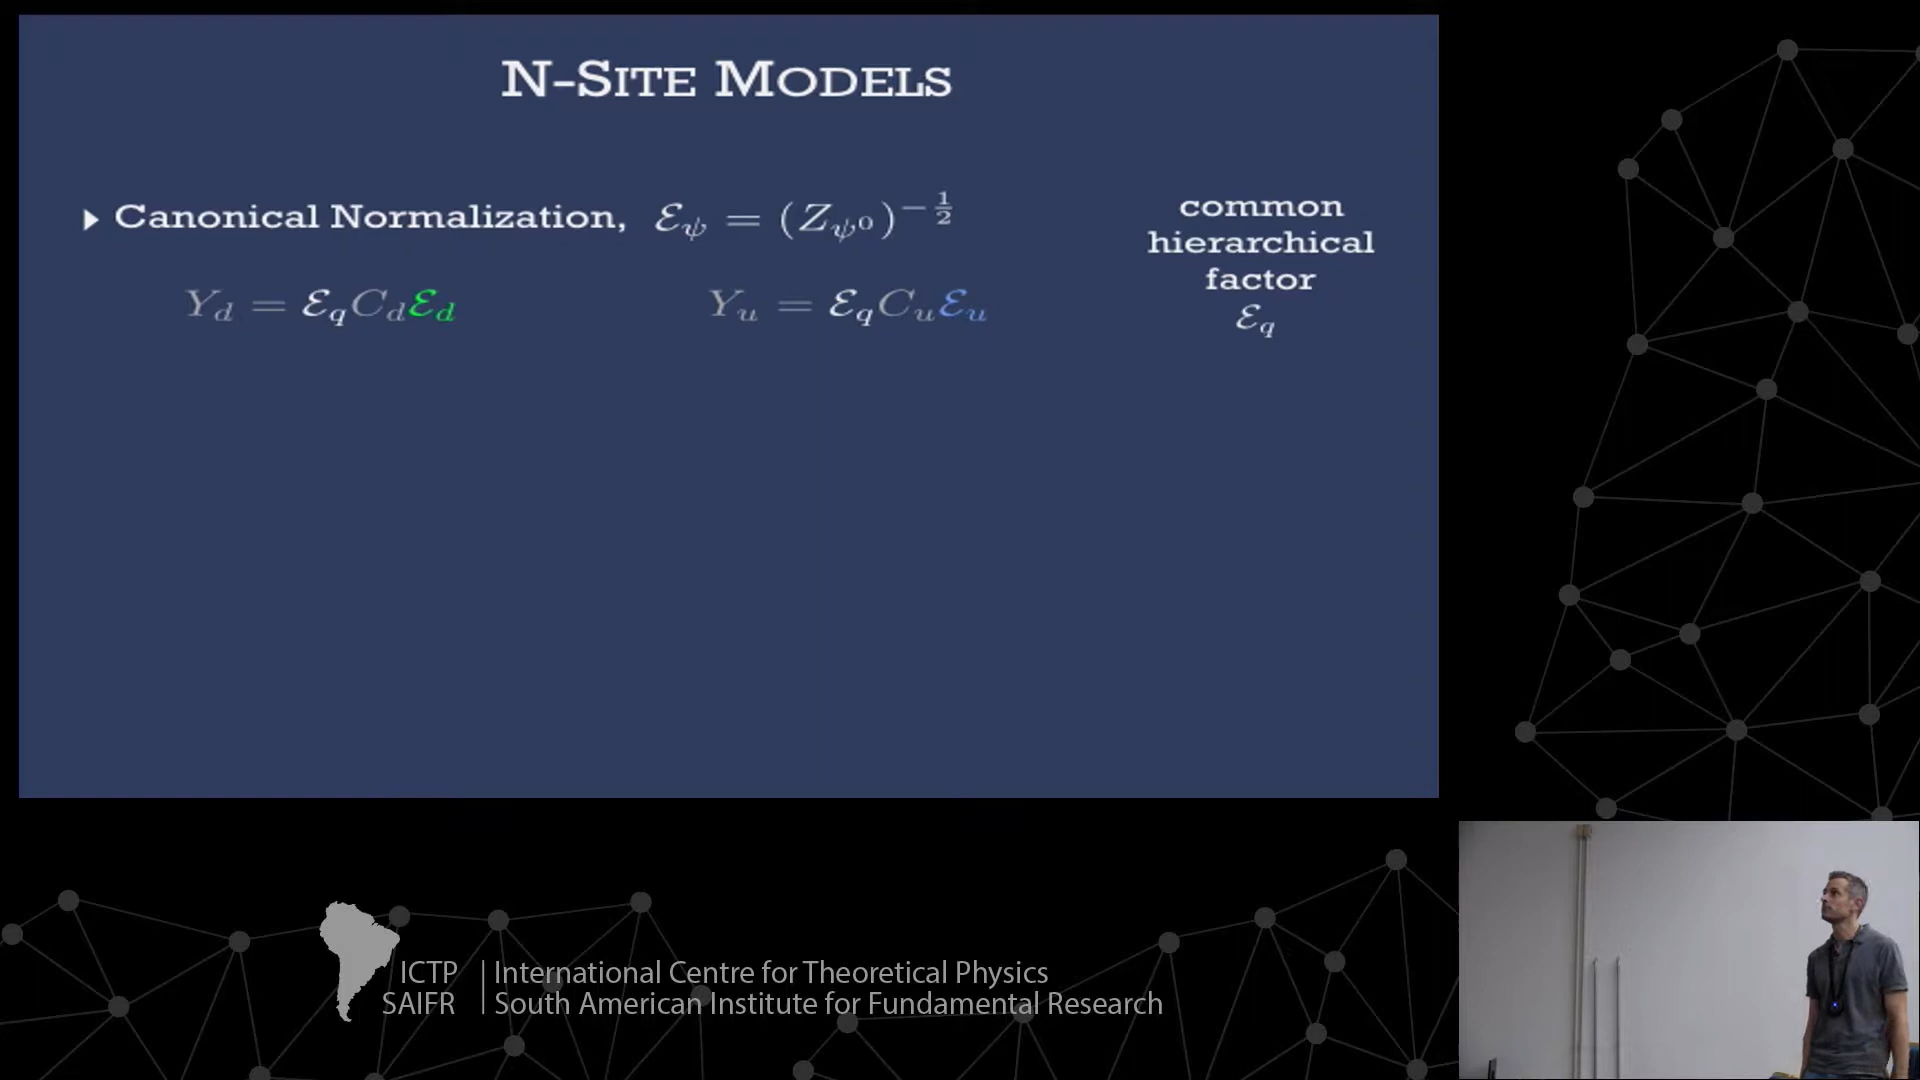 N-Site Models
▸ Canonical Normalization, $\mathcal{E}_\psi = (Z_{\psi^0})^{-\frac{1}{2}}$
$Y_d = \mathcal{E}_q C_d \mathcal{E}_d$
$Y_u = \mathcal{E}_q C_u \mathcal{E}_u$
common
hierarchical
factor
$\mathcal{E}_q$
ICTP | International Centre for Theoretical Physics
SAIFR | South American Institute for Fundamental Research